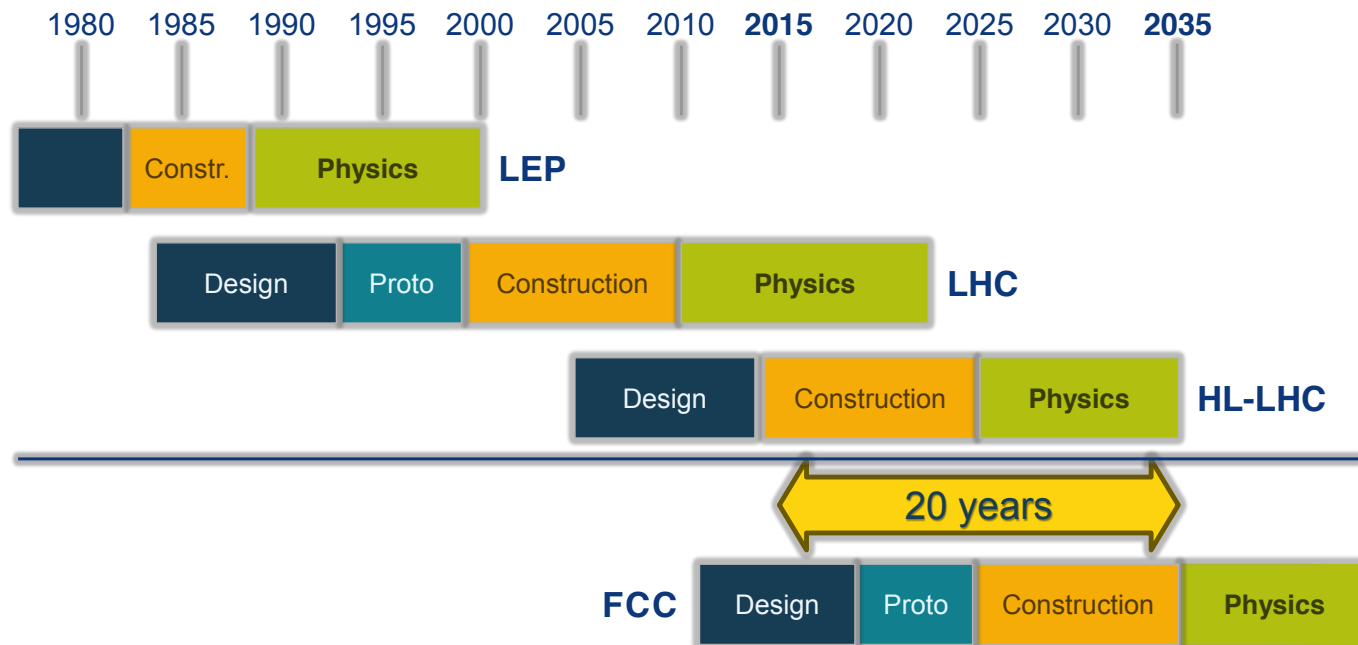 1980 1985 1990 1995 2000 2005 2010 2015 2020 2025 2030 2035
Constr. Physics LEP
Design Proto Construction Physics LHC
Design Construction Physics HL-LHC
20 years
FCC Design Proto Construction Physics